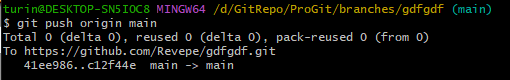 turin@DESKTOP-SN5IOC8 MINGW64 /d/GitRepo/ProGit/branches/gdfgdf (main)
$ git push origin main
Total 0 (delta 0), reused 0 (delta 0), pack-reused 0 (from 0)
To https://github.com/Revepe/gdfgdf.git
   41ee986..c12f44e  main -> main